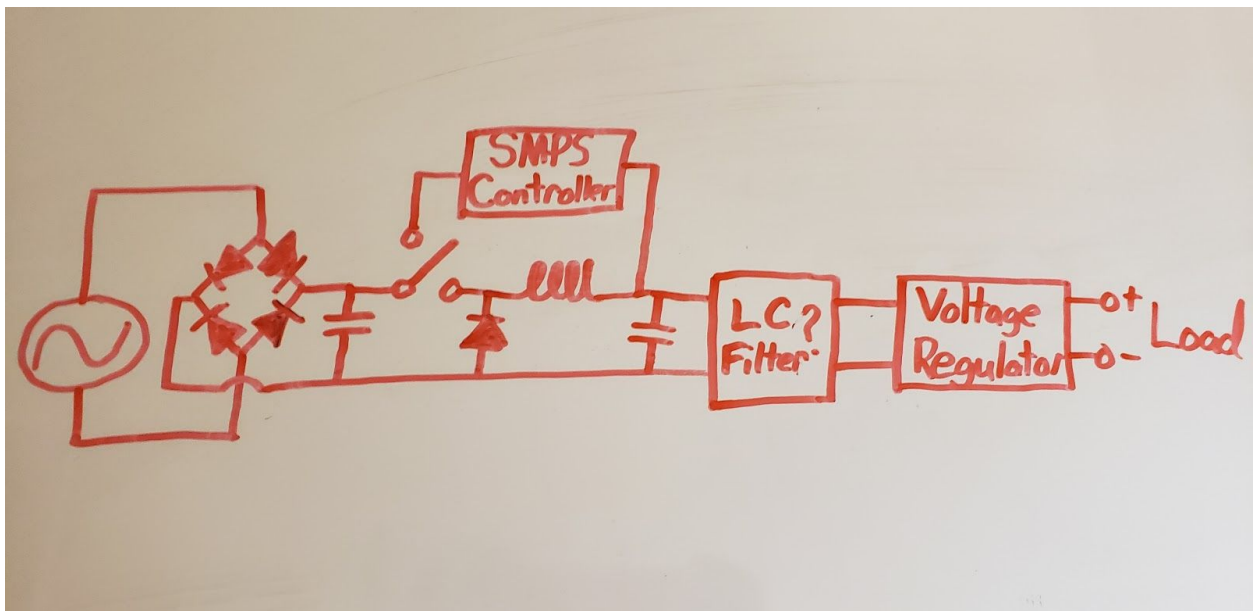 SMPS
Controller
L.C.?
Filter
Voltage
Regulator
+
-
Load